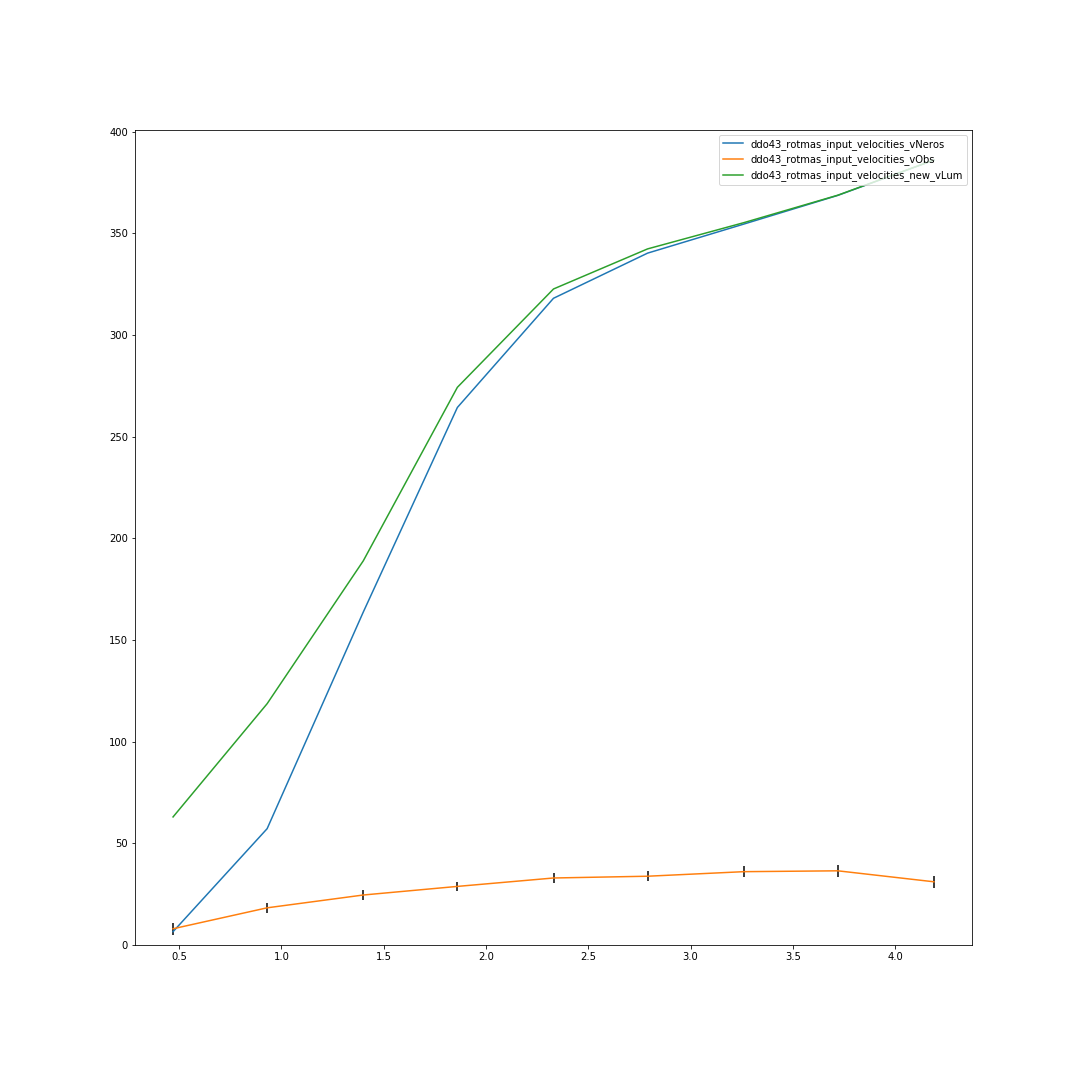 400
350
300
250
200
150
100
50
0
0.5 1.0 1.5 2.0 2.5 3.0 3.5 4.0
ddo43_rotmas_input_velocities_vNeros
ddo43_rotmas_input_velocities_vObs
ddo43_rotmas_input_velocities_new_vLum